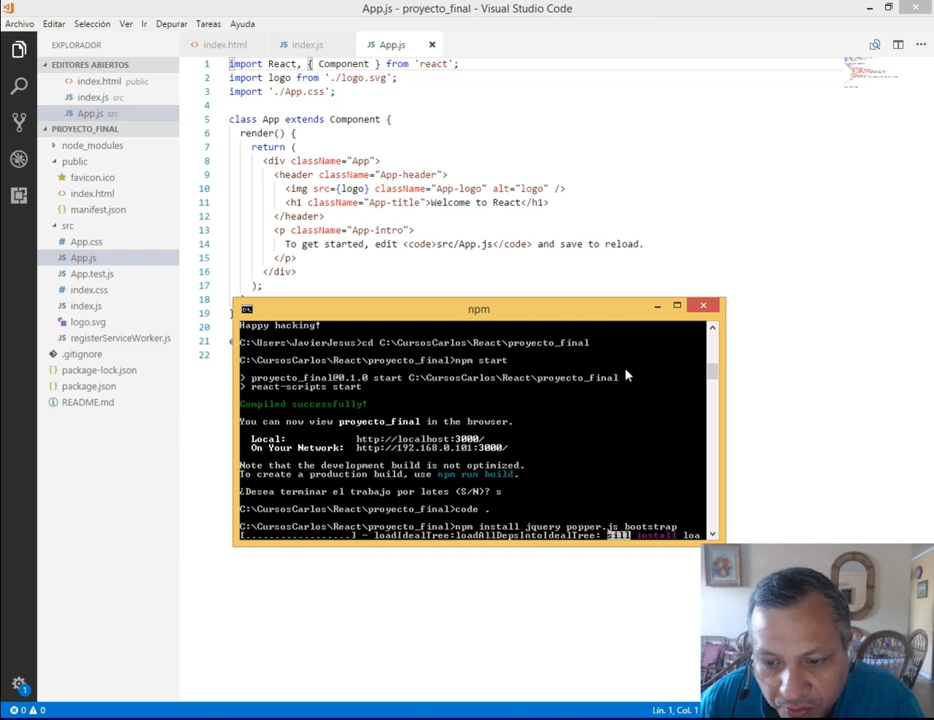 App.js - proyecto_final - Visual Studio Code
Archivo Editar Selección Ver Ir Depurar Tareas Ayuda
EXPLORADOR
EDITORES ABIERTOS
index.html public
index.js src
App.js src
PROYECTO_FINAL
node_modules
public
favicon.ico
index.html
manifest.json
src
App.css
App.js
App.test.js
index.css
index.js
logo.svg
registerServiceWorker.js
.gitignore
package-lock.json
package.json
README.md
index.html index.js App.js
1 import React, { Component } from 'react';
2 import logo from './logo.svg';
3 import './App.css';
4
5 class App extends Component {
6 render() {
7 return (
8 <div className="App">
9 <header className="App-header">
10 <img src={logo} className="App-logo" alt="logo" />
11 <h1 className="App-title">Welcome to React</h1>
12 </header>
13 <p className="App-intro">
14 To get started, edit <code>src/App.js</code> and save to reload.
15 </p>
16 </div>
17 );
18
19
20
21
22
npm
Happy hacking!
C:\Users\JavierJesus>cd C:\CursosCarlos\React\proyecto_final
C:\CursosCarlos\React\proyecto_final>npm start
> proyecto_final@0.1.0 start C:\CursosCarlos\React\proyecto_final
> react-scripts start
Compiled successfully!
You can now view proyecto_final in the browser.
Local: http://localhost:3000/
On Your Network: http://192.168.0.101:3000/
Note that the development build is not optimized.
To create a production build, use npm run build.
¿Desea terminar el trabajo por lotes (S/N)? s
C:\CursosCarlos\React\proyecto_final>code .
C:\CursosCarlos\React\proyecto_final>npm install jquery popper.js bootstrap
[..................] - loadIdealTree:loadAllDepsIntoIdealTree: sill install loa
1
0 0
Lín. 1, Col. 1